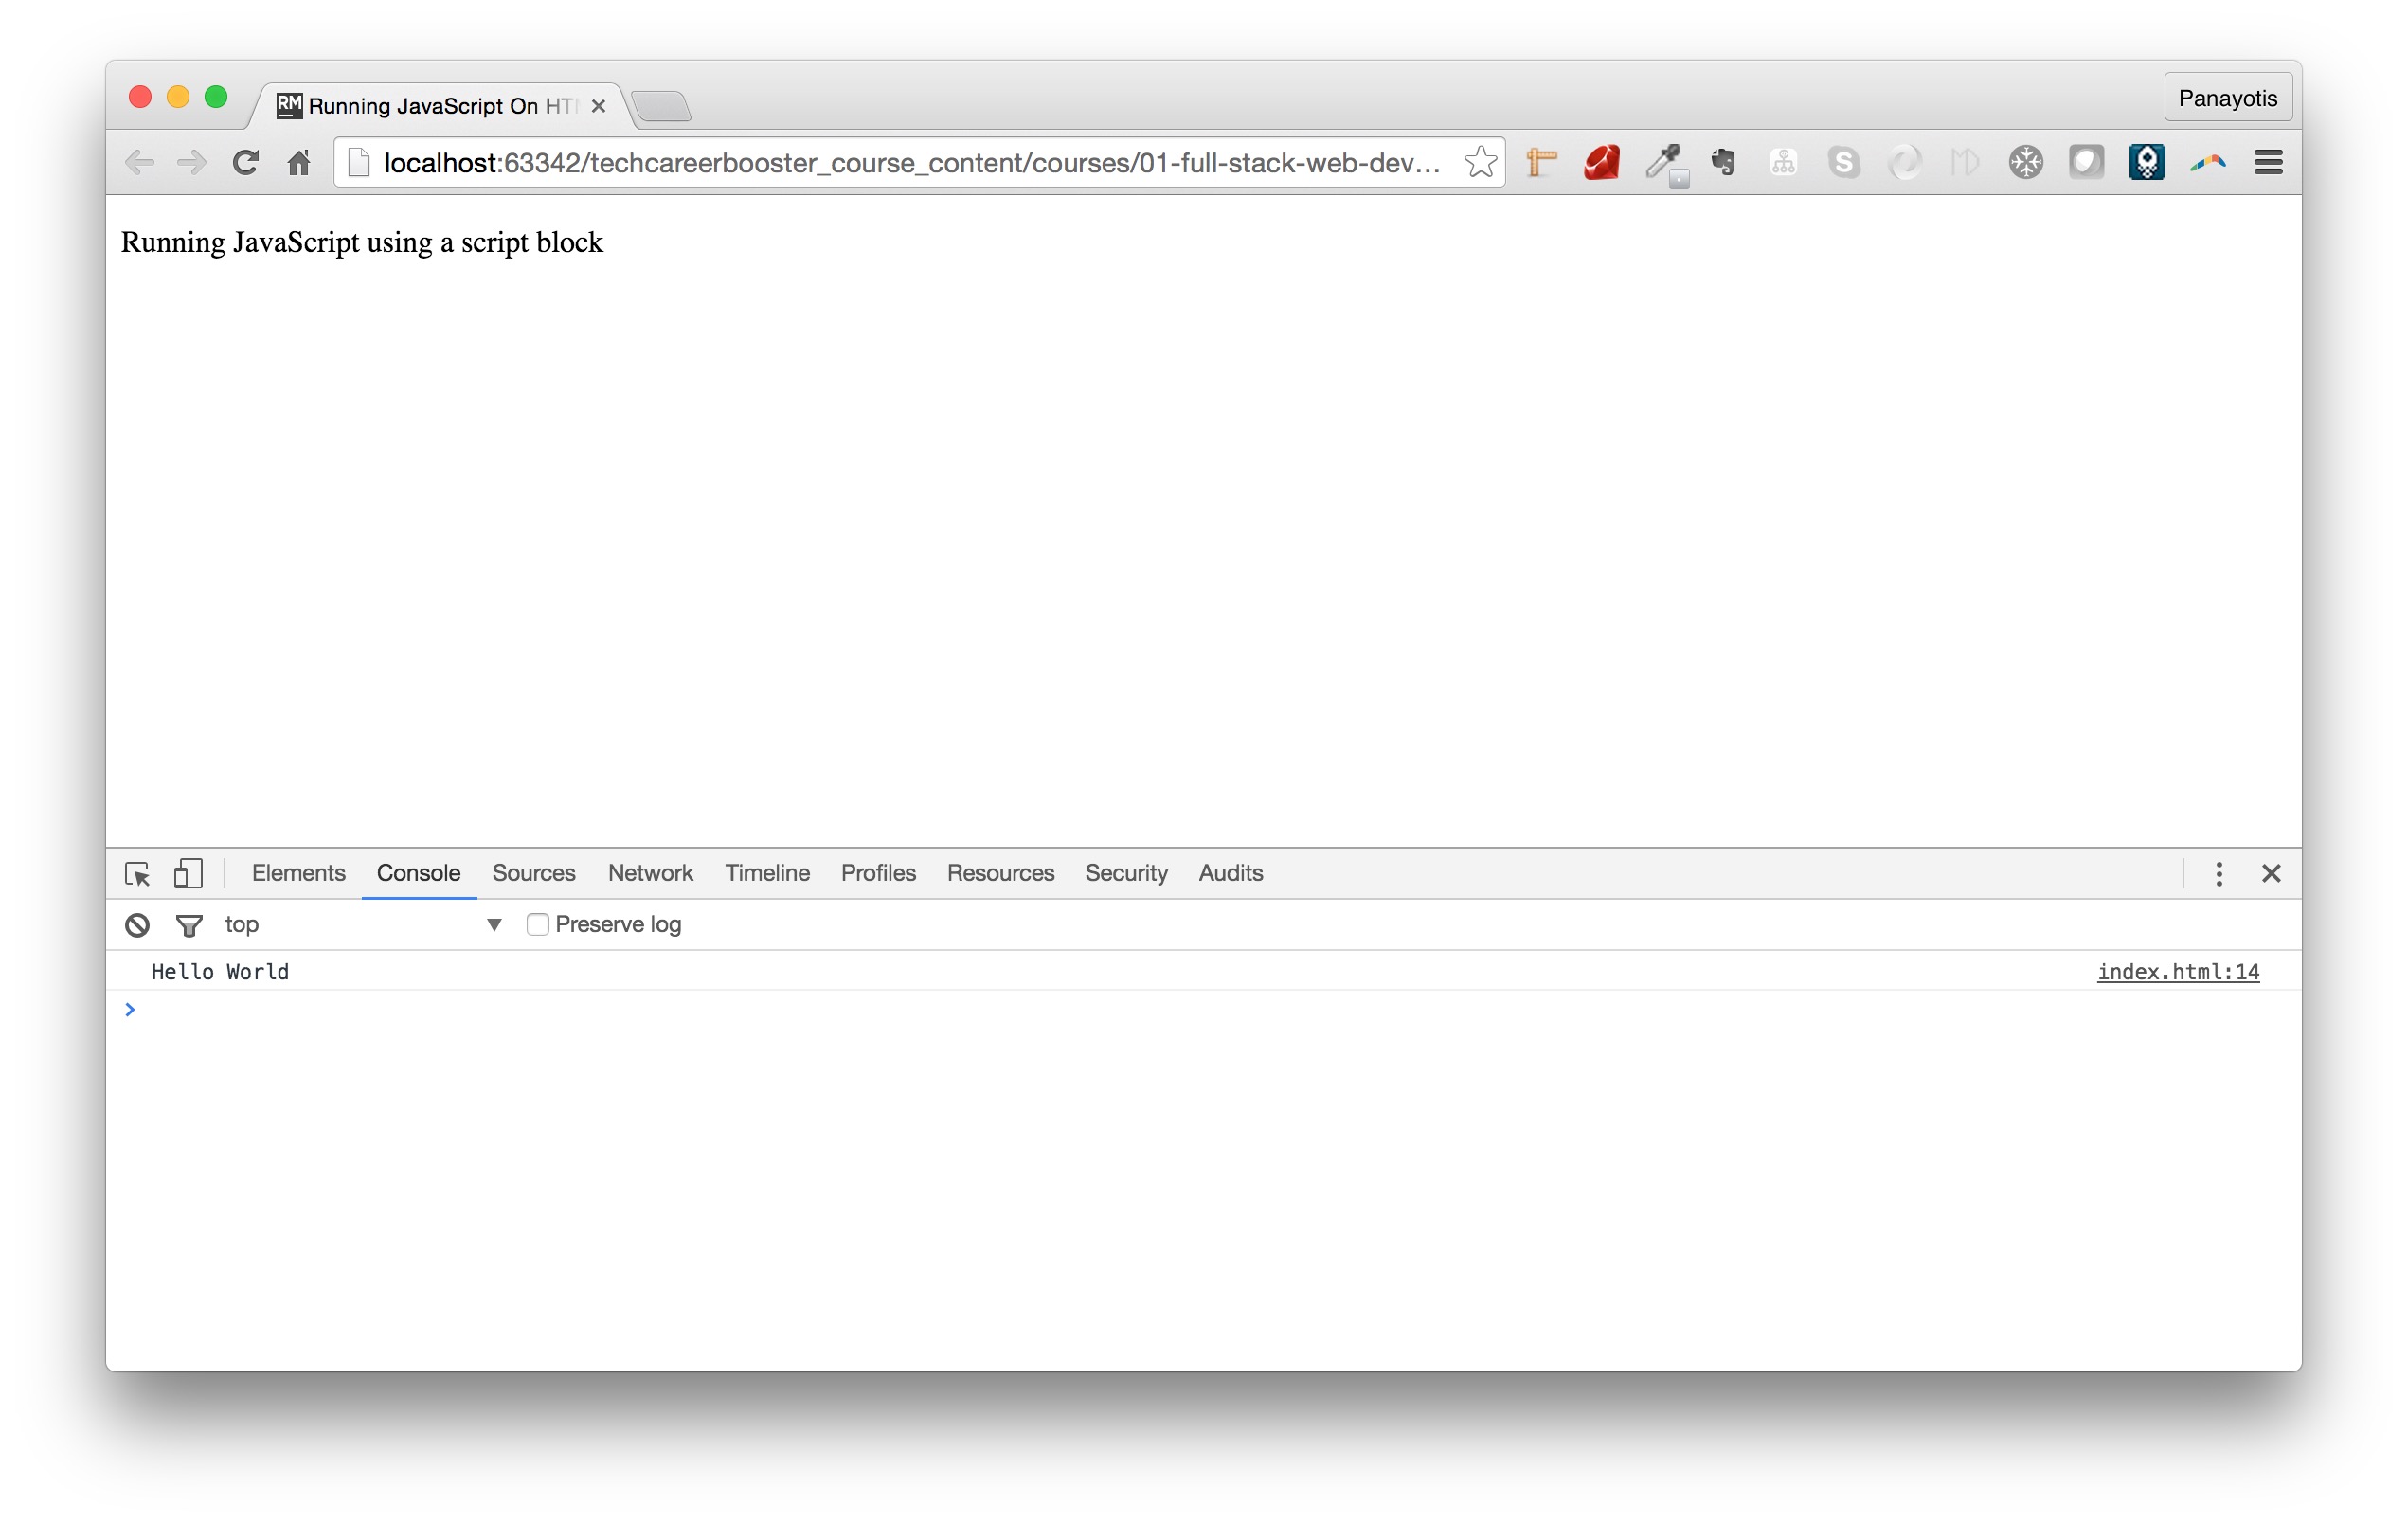 RM Running JavaScript On HT
Panayotis
localhost:63342/techcareerbooster_course_content/courses/01-full-stack-web-dev...
Running JavaScript using a script block
Elements Console Sources Network Timeline Profiles Resources Security Audits
top Preserve log
Hello World index.html:14